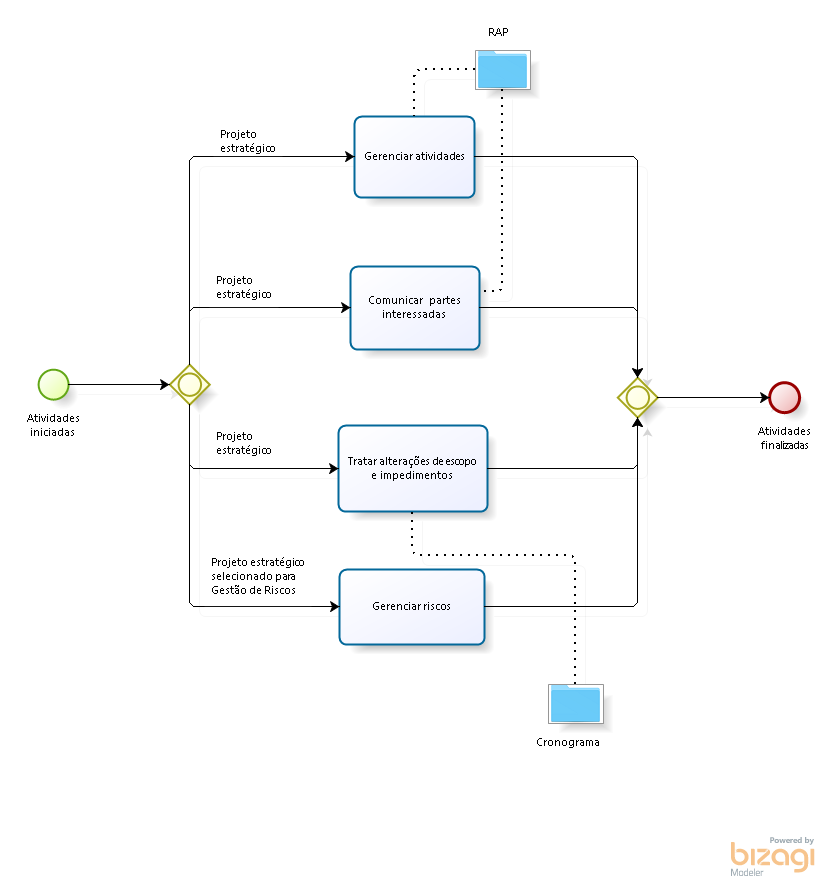 RAP
Projeto
estratégico
Gerenciar atividades
Projeto
estratégico
Comunicar partes
interessadas
Atividades
iniciadas
Projeto
estratégico
Tratar alterações de escopo
e impedimentos
Atividades
finalizadas
Projeto estratégico
selecionado para
Gestão de Riscos
Gerenciar riscos
Cronograma
Powered by
bizagi
Modeler